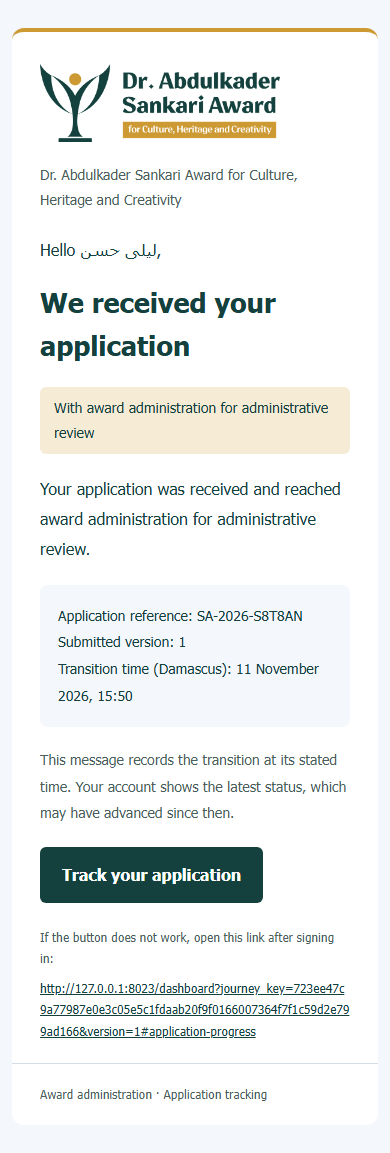 Dr. Abdulkader
Sankari Award
for Culture, Heritage and Creativity
Dr. Abdulkader Sankari Award for Culture,
Heritage and Creativity
Hello ليلى حسن,
We received your
application
With award administration for administrative
review
Your application was received and reached
award administration for administrative
review.
Application reference: SA-2026-S8T8AN
Submitted version: 1
Transition time (Damascus): 11 November
2026, 15:50
This message records the transition at its stated
time. Your account shows the latest status, which
may have advanced since then.
Track your application
If the button does not work, open this link after signing
in:
http://127.0.0.1:8023/dashboard?journey_key=723ee47c
9a77987e0e3c05e5c1fdaab20f9f0166007364f7f1c59d2e79
9ad166&version=1#application-progress
Award administration · Application tracking